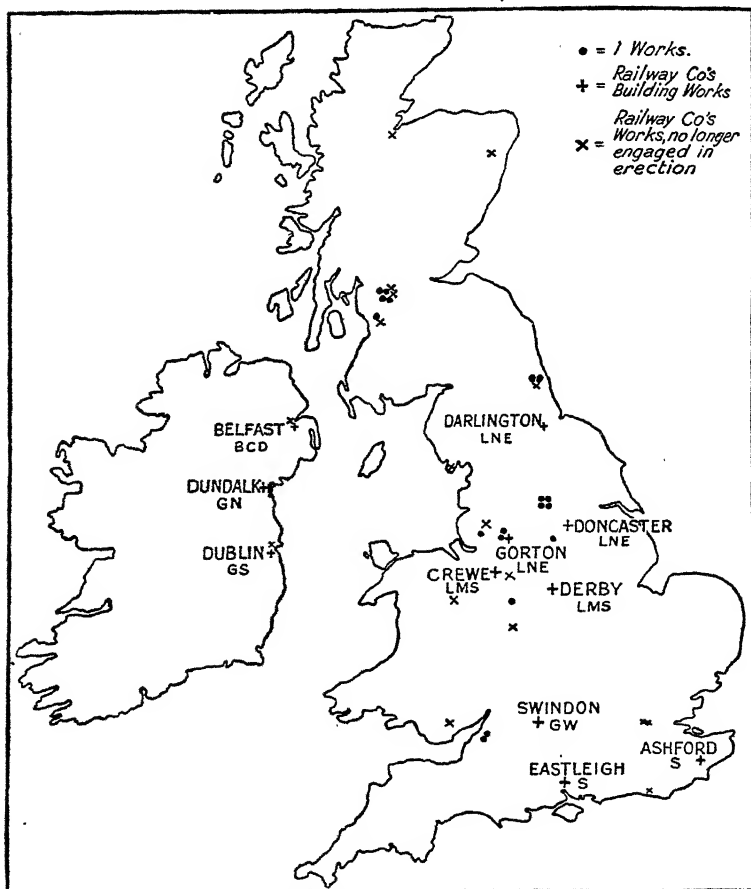 • = 1 Works.
+ = Railway Co's
Building Works
Railway Co's
Works, no longer
x = engaged in
erection
BELFAST
BCD
DARLINGTON
LNE
DUNDALK
GN
DONCASTER
LNE
DUBLIN
GS
GORTON
LNE
CREWE
LMS
DERBY
LMS
SWINDON
GW
ASHFORD
S
EASTLEIGH
S